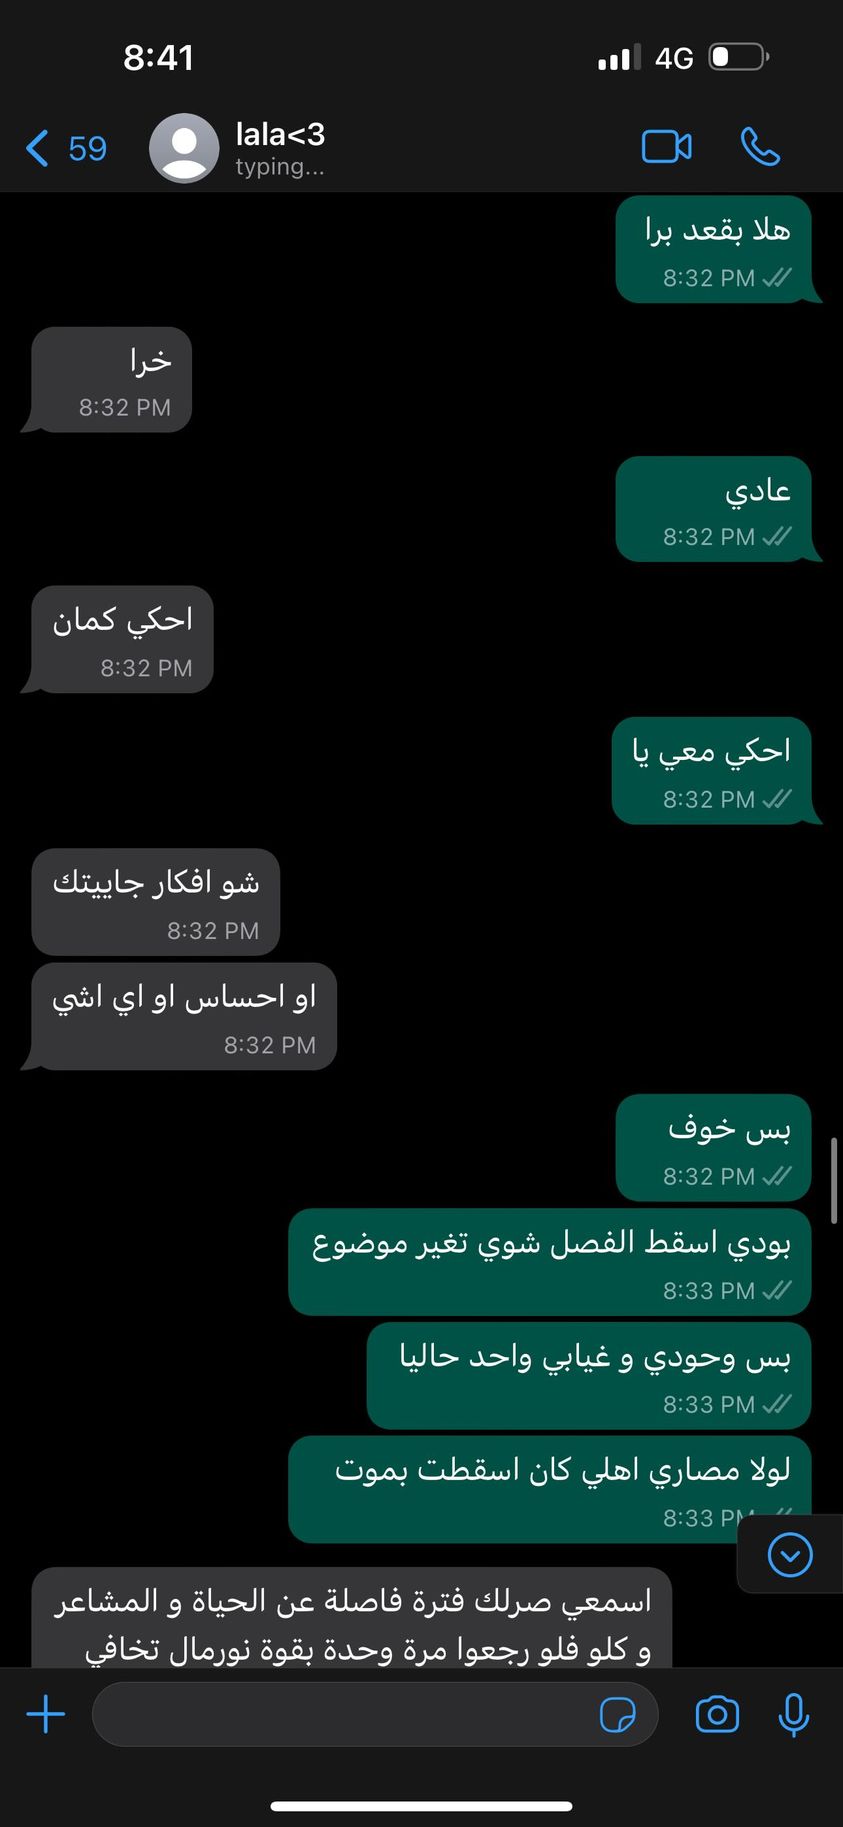 8:41
4G
59
lala<3
typing...
هلا بقعد برا
8:32 PM
خرا
8:32 PM
عادي
8:32 PM
احكي كمان
8:32 PM
احكي معي يا
8:32 PM
شو افكار جاييتك
8:32 PM
او احساس او اي اشي
8:32 PM
بس خوف
8:32 PM
بودي اسقط الفصل شوي تغير موضوع
8:33 PM
بس وحودي و غيابي واحد حاليا
8:33 PM
لولا مصاري اهلي كان اسقطت بموت
8:33 PM
اسمعي صرلك فترة فاصلة عن الحياة و المشاعر
و كلو فلو رجعوا مرة وحدة بقوة نورمال تخافي